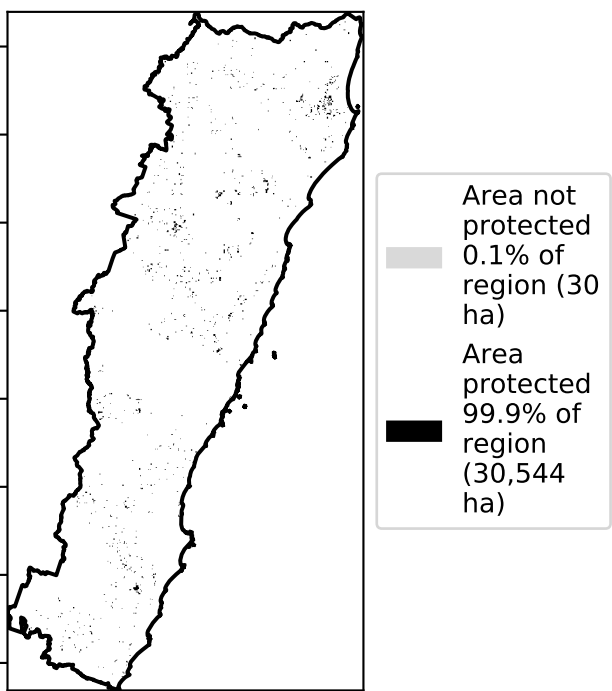 Area not
protected
0.1% of
region (30
ha)
Area
protected
99.9% of
region
(30,544
ha)